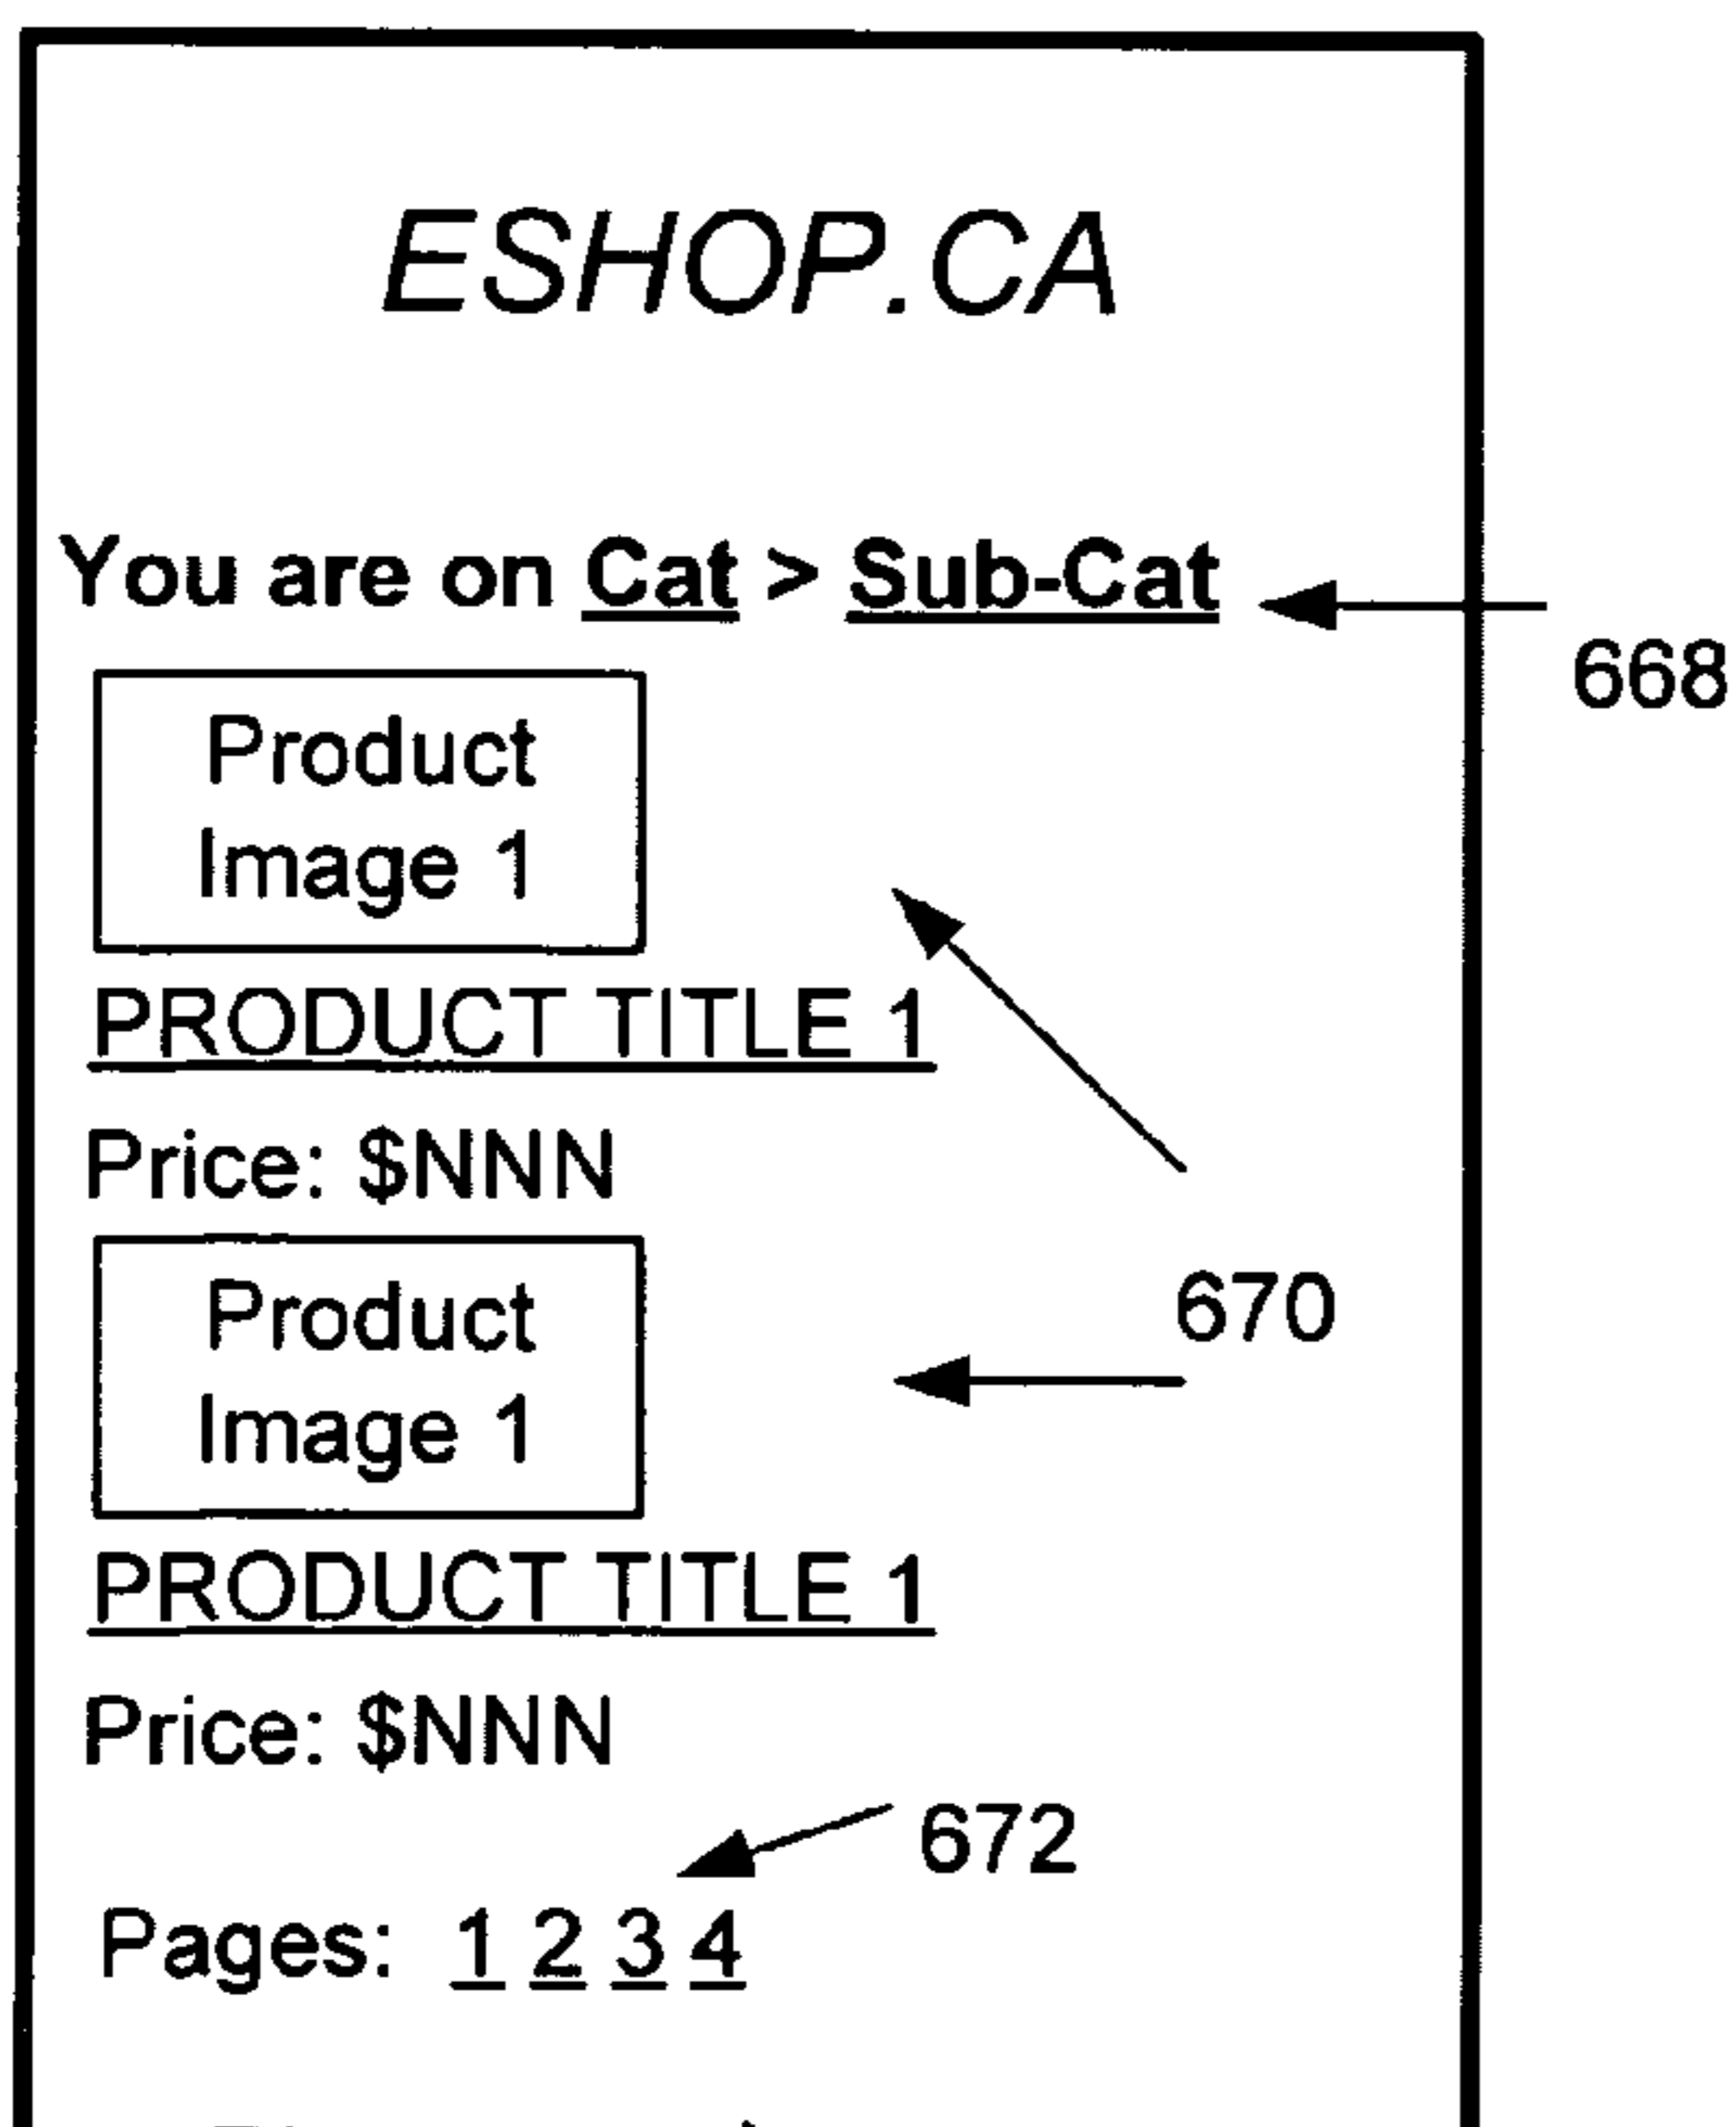 ESHOP.CA
You are on Cat > Sub-Cat
668
Product
Image 1
PRODUCT TITLE 1
Price: $NNN
Product
Image 1
670
PRODUCT TITLE 1
Price: $NNN
672
Pages: 1 2 3 4